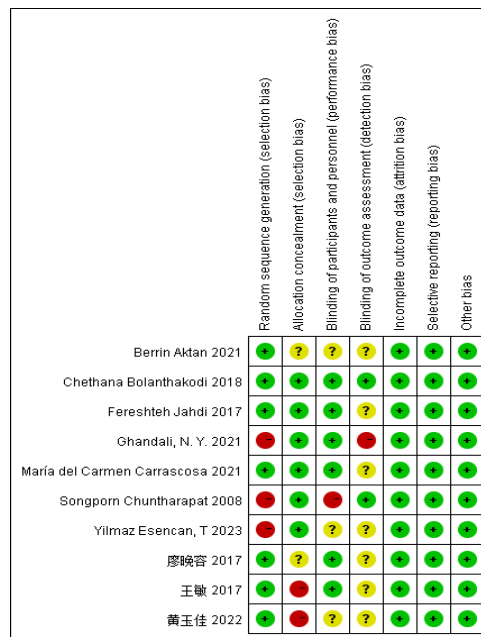 Random sequence generation (selection bias)
Allocation concealment (selection bias)
Blinding of participants and personnel (performance bias)
Blinding of outcome assessment (detection bias)
Incomplete outcome data (attrition bias)
Selective reporting (reporting bias)
Other bias
Berrin Aktan 2021 + ? ? ? + + +
Chethana Bolanthakodi 2018 + + + + + + +
Fereshteh Jahdi 2017 + + + ? + + +
Ghandali, N. Y. 2021 - + + - + + +
María del Carmen Carrascosa 2021 + + + ? + + +
Songporn Chuntharapat 2008 - + - + + + +
Yilmaz Esencan, T 2023 - + ? ? + + +
廖晚容 2017 + ? + ? + + +
王敏 2017 + - + ? + + +
黄玉佳 2022 + - ? ? + + +